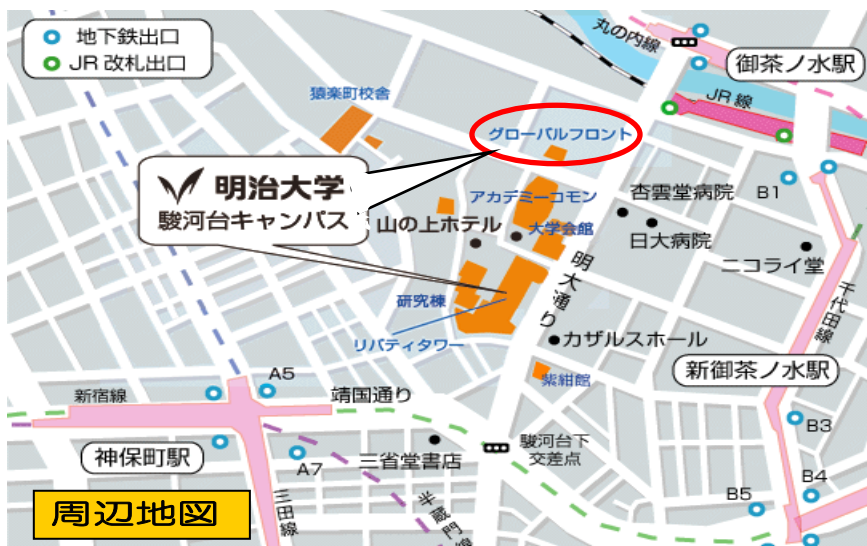 地下鉄出口
JR改札出口
丸の内線
御茶ノ水駅
JR線
猿楽町校舎
グローバルフロント
明治大学
駿河台キャンパス
アカデミーコモン
杏雲堂病院
B1
山の上ホテル
大学会館
日大病院
ニコライ堂
明大通り
千代田線
研究棟
リバティタワー
カザルスホール
紫紺館
新御茶ノ水駅
A5
新宿線
靖国通り
B3
神保町駅
A7
三省堂書店
駿河台下
交差点
B4
B5
三田線
半蔵門線
周辺地図